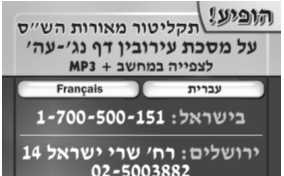 הופיע!
תקליטור מאורות הש"ס
על מסכת עירובין דף נג'-עה'
לצפייה במחשב + MP3
עברית Français
בישראל: 1-700-500-151
ירושלים: רח' שרי ישראל 14
02-5003882